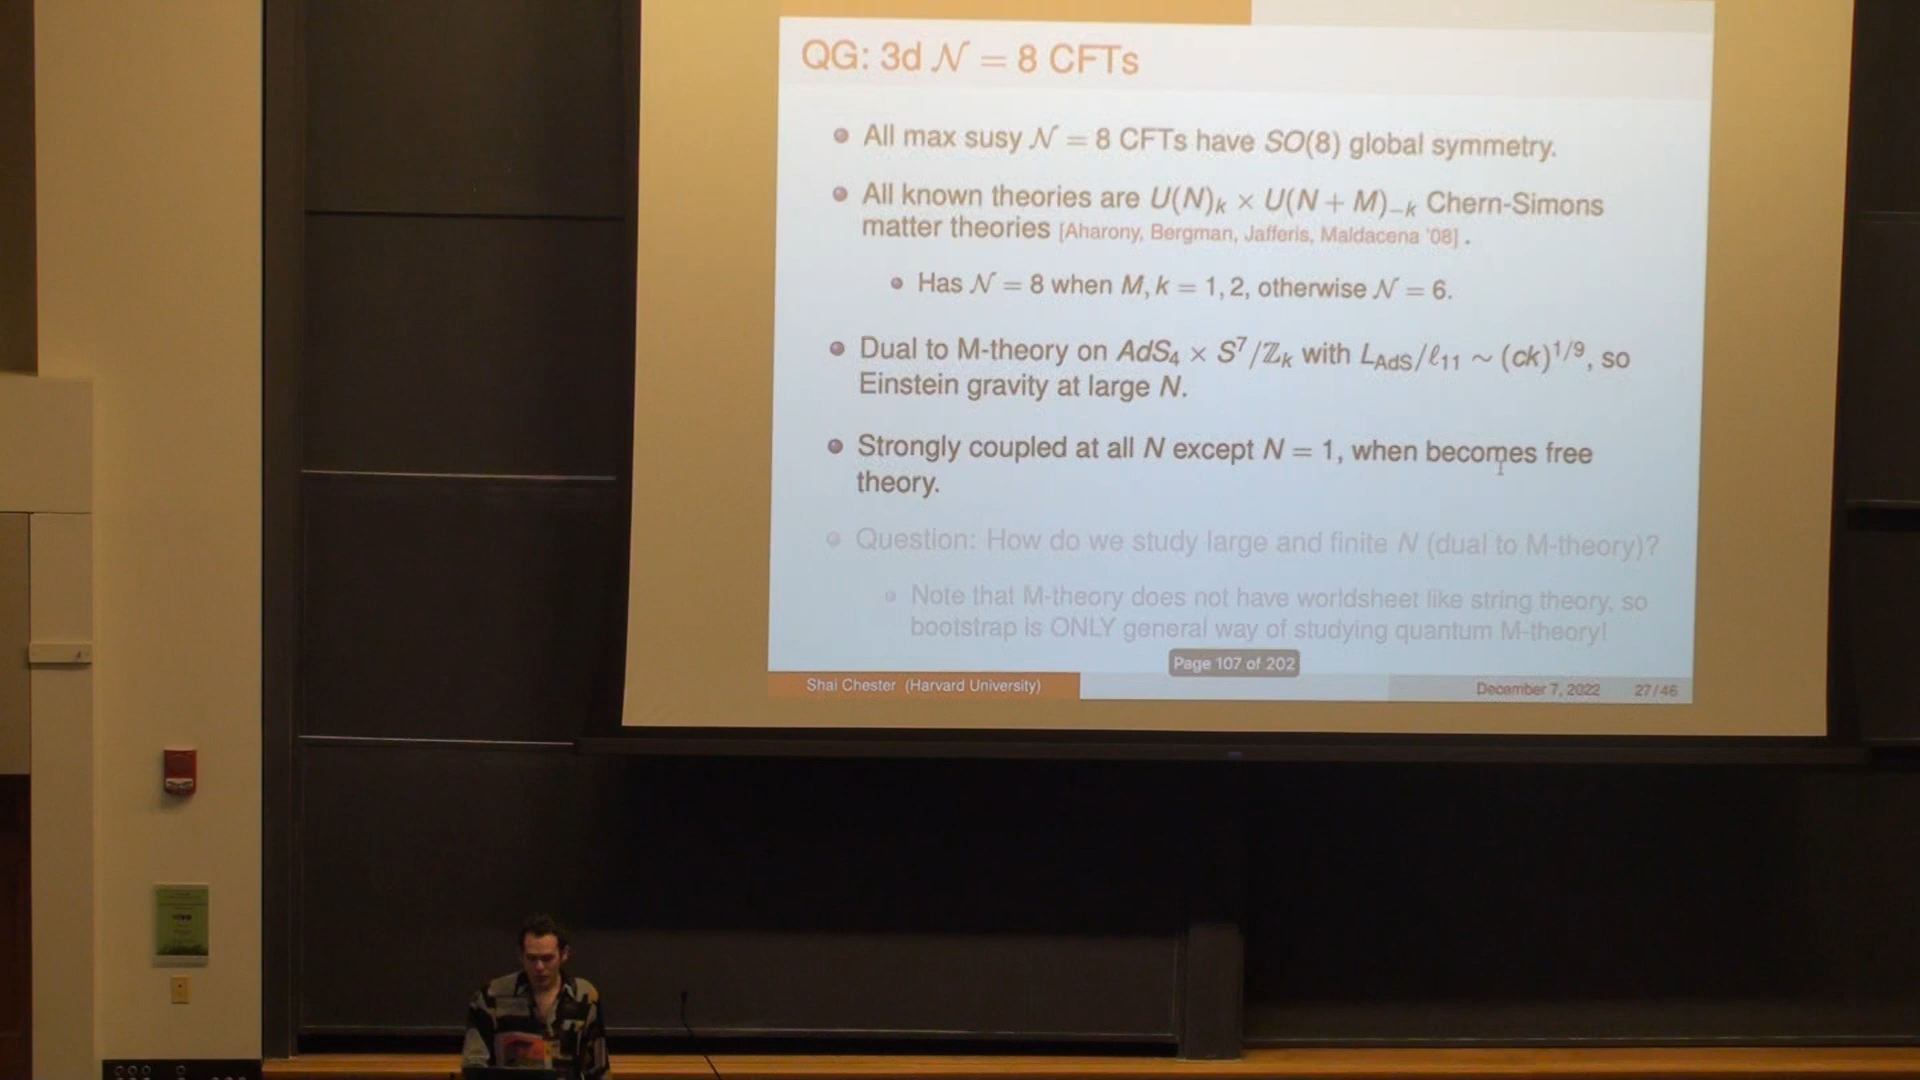 QG: 3d 𝒩 = 8 CFTs
All max susy 𝒩 = 8 CFTs have SO(8) global symmetry.
All known theories are U(N)ₖ × U(N + M)₋ₖ Chern-Simons
matter theories [Aharony, Bergman, Jafferis, Maldacena '08] .
Has 𝒩 = 8 when M, k = 1, 2, otherwise 𝒩 = 6.
Dual to M-theory on AdS₄ × S⁷/ℤₖ with L_AdS/ℓ₁₁ ∼ (ck)^1/9, so
Einstein gravity at large N.
Strongly coupled at all N except N = 1, when becomes free
theory.
Question: How do we study large and finite N (dual to M-theory)?
Note that M-theory does not have worldsheet like string theory, so
bootstrap is ONLY general way of studying quantum M-theory!
Page 107 of 202
Shai Chester (Harvard University)
December 7, 2022
27/46